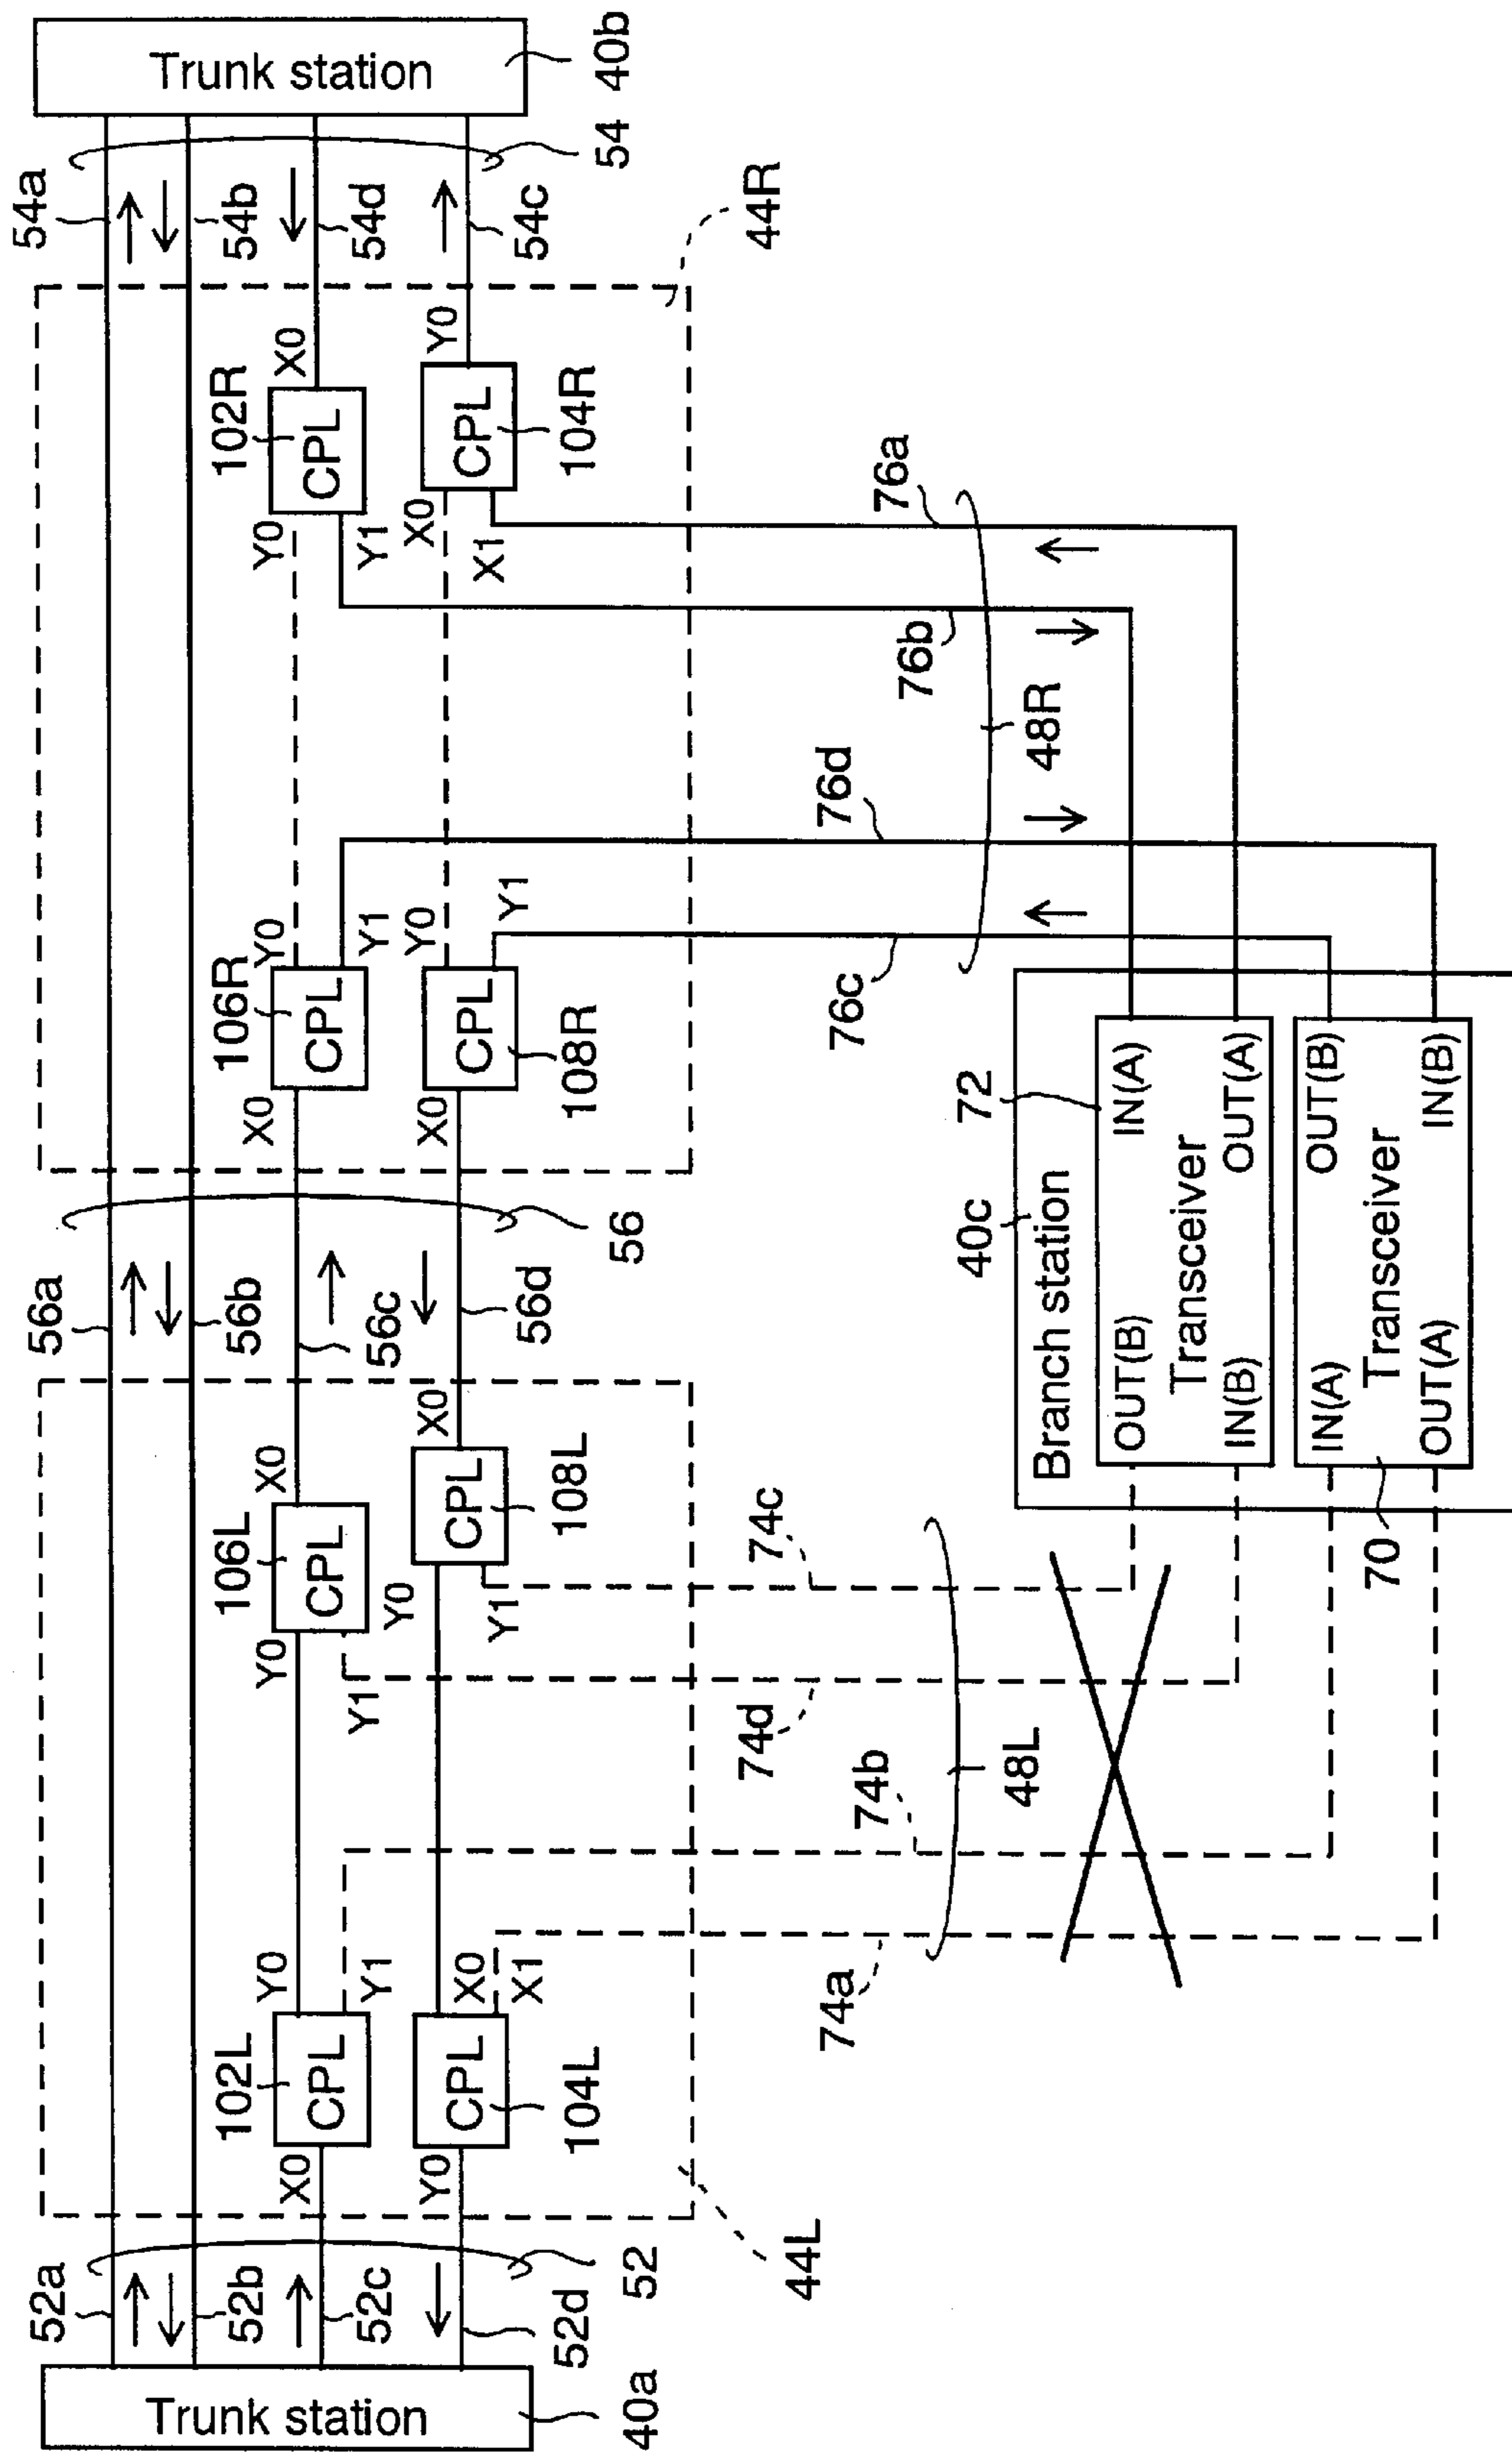 Trunk station
40a
52a
52b
52c
52d
52
44L
102L
X0
CPL
Y0
Y1
Y0
CPL
X0
X1
104L
106L
Y0
CPL
X0
Y1
Y0
CPL
X0
Y1
108L
56a
56b
56c
56d
56
106R
X0
CPL
Y0
Y1
X0
CPL
Y0
Y1
108R
102R
Y0
CPL
X0
Y1
X0
CPL
Y0
X1
104R
44R
54a
54b
54d
54c
54
Trunk station
40b
74a
74b
74d
74c
48L
76c
76d
76b
76a
48R
Branch station
40c
72
OUT(B)
IN(A)
Transceiver
IN(B)
OUT(A)
IN(A)
OUT(B)
Transceiver
OUT(A)
IN(B)
70